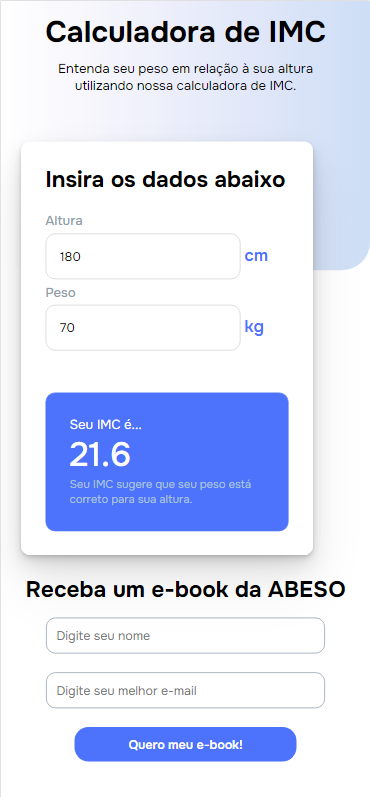 Calculadora de IMC
Entenda seu peso em relação à sua altura
utilizando nossa calculadora de IMC.
Insira os dados abaixo
Altura
180 cm
Peso
70 kg
Seu IMC é...
21.6
Seu IMC sugere que seu peso está
correto para sua altura.
Receba um e-book da ABESO
Digite seu nome
Digite seu melhor e-mail
Quero meu e-book!